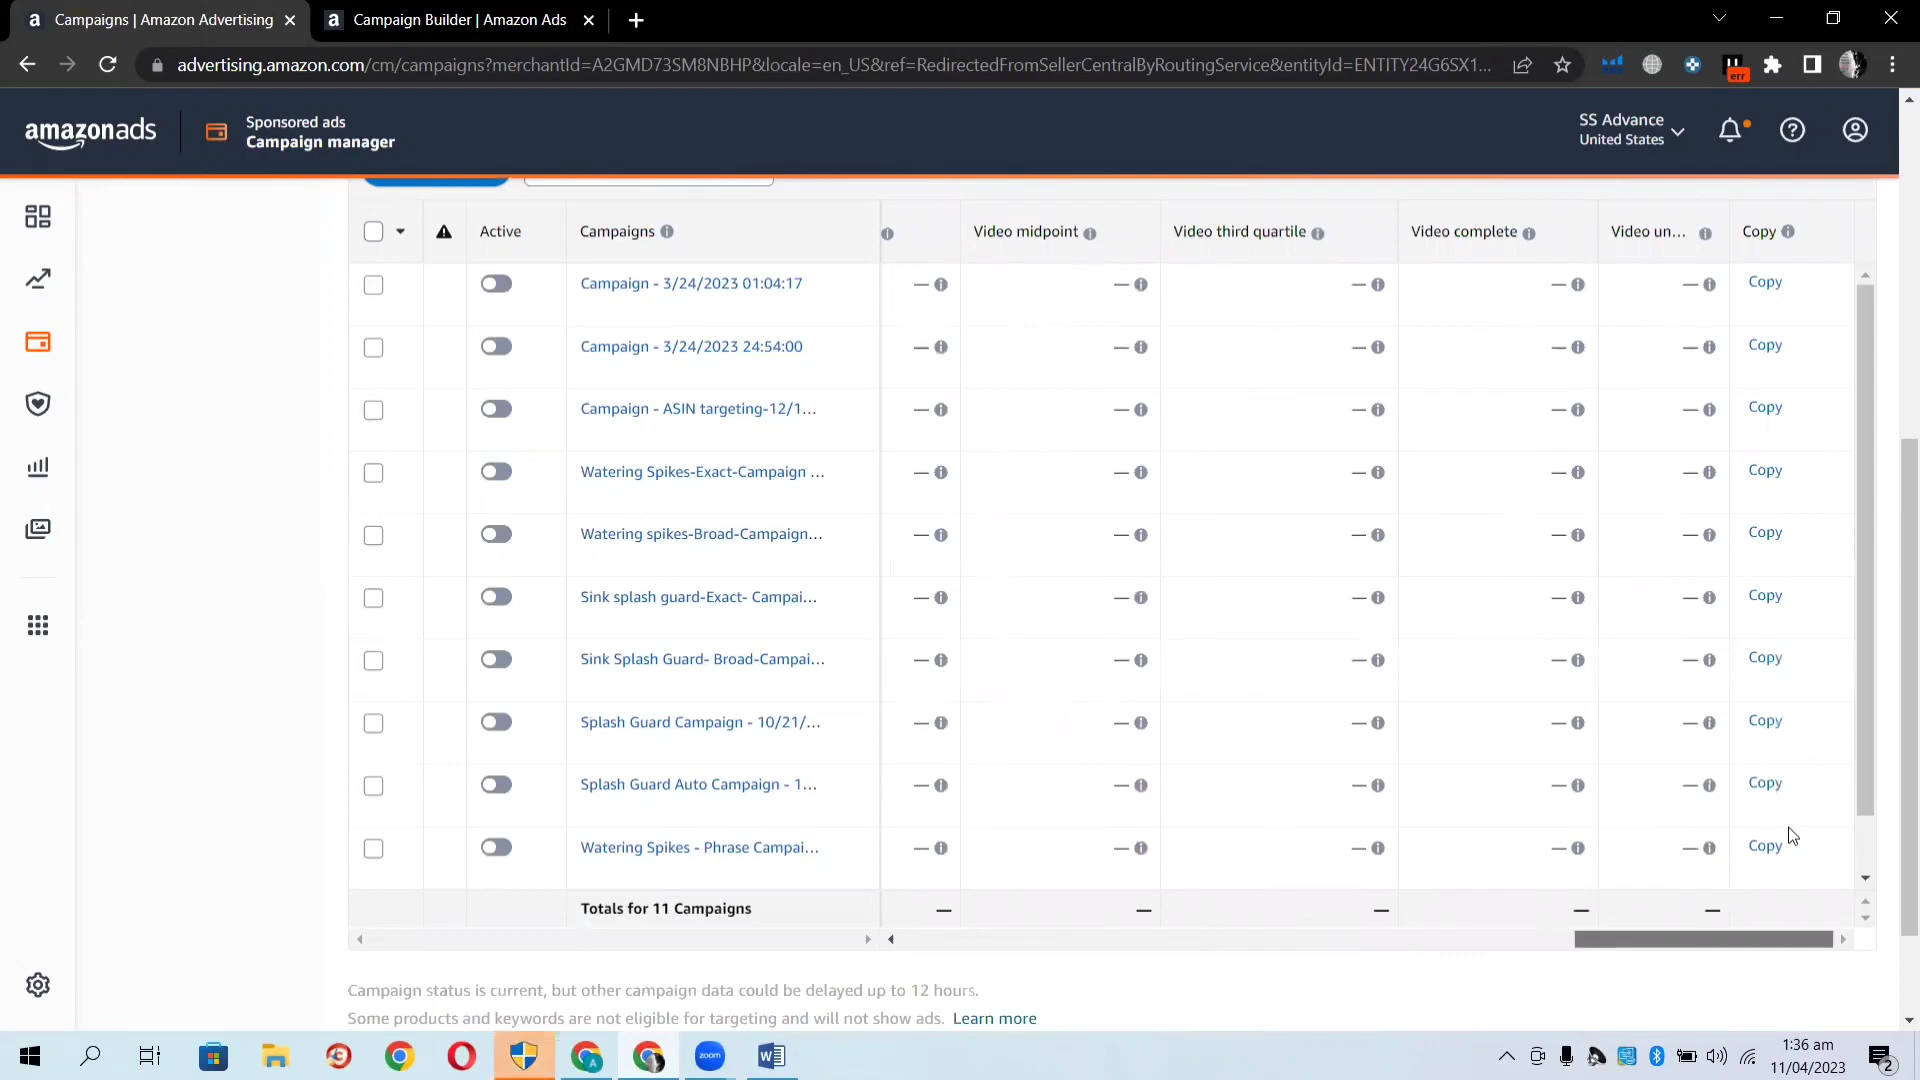 Campaigns | Amazon Advertising
Campaign Builder | Amazon Ads
advertising.amazon.com/cm/campaigns?merchantId=A2GMD73SM8NBHP&locale=en_US&ref=RedirectedFromSellerCentralByRoutingService&entityId=ENTITY24G6SX1...
err
amazonads
Sponsored ads
Campaign manager
SS Advance
United States
Active Campaigns Video midpoint Video third quartile Video complete Video un... Copy
Campaign - 3/24/2023 01:04:17 — — — — — Copy
Campaign - 3/24/2023 24:54:00 — — — — — Copy
Campaign - ASIN targeting-12/1... — — — — — Copy
Watering Spikes-Exact-Campaign ... — — — — — Copy
Watering spikes-Broad-Campaign... — — — — — Copy
Sink splash guard-Exact- Campai... — — — — — Copy
Sink Splash Guard- Broad-Campai... — — — — — Copy
Splash Guard Campaign - 10/21/... — — — — — Copy
Splash Guard Auto Campaign - 1... — — — — — Copy
Watering Spikes - Phrase Campai... — — — — — Copy
Totals for 11 Campaigns — — — — —
Campaign status is current, but other campaign data could be delayed up to 12 hours.
Some products and keywords are not eligible for targeting and will not show ads. Learn more
zoom
1:36 am
11/04/2023
2